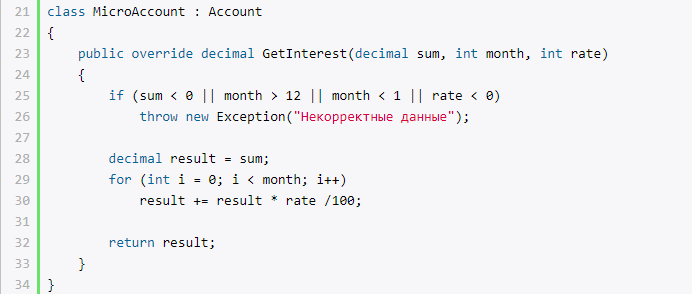 21 class MicroAccount : Account
22 {
23     public override decimal GetInterest(decimal sum, int month, int rate)
24     {
25         if (sum < 0 || month > 12 || month < 1 || rate < 0)
26             throw new Exception("Некорректные данные");
27
28         decimal result = sum;
29         for (int i = 0; i < month; i++)
30             result += result * rate /100;
31
32         return result;
33     }
34 }